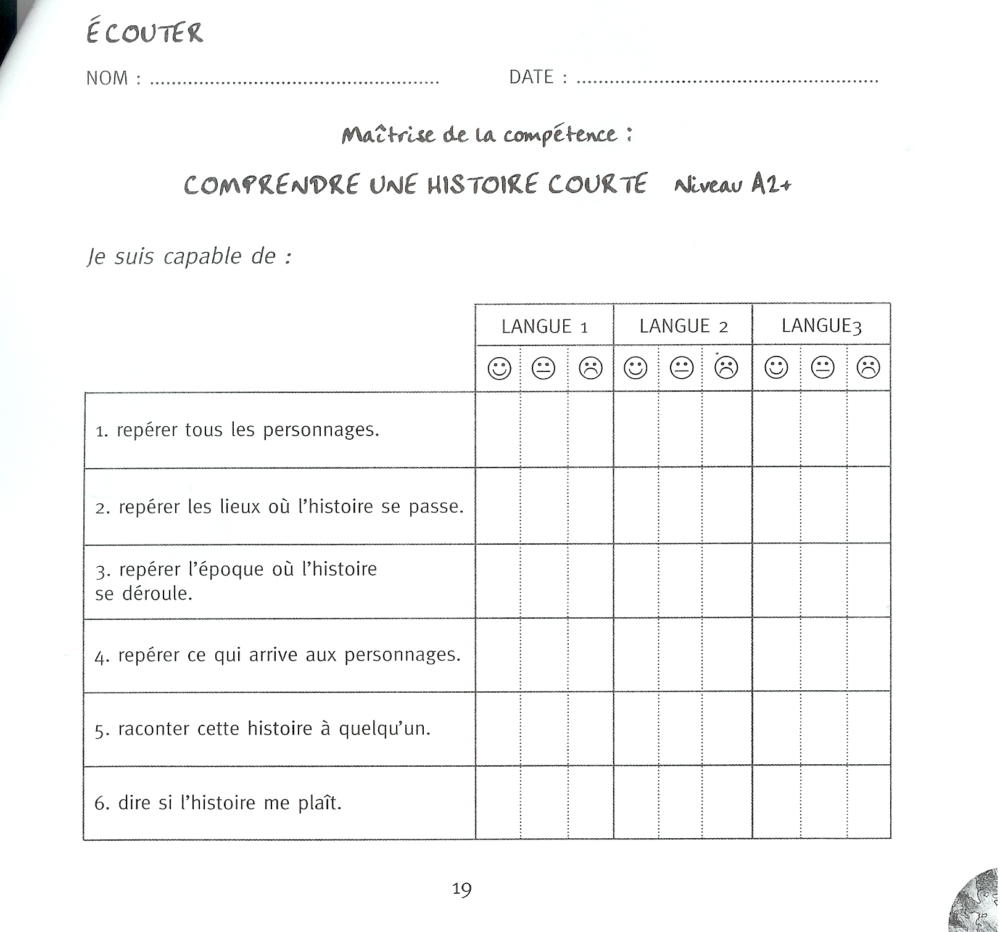 ÉCOUTER
NOM : ........................................................ DATE : ...........................................................
Maîtrise de la compétence :
COMPRENDRE UNE HISTOIRE COURTE Niveau A2+
Je suis capable de :
LANGUE 1 LANGUE 2 LANGUE3
1. repérer tous les personnages.
2. repérer les lieux où l'histoire se passe.
3. repérer l'époque où l'histoire
se déroule.
4. repérer ce qui arrive aux personnages.
5. raconter cette histoire à quelqu'un.
6. dire si l'histoire me plaît.
19